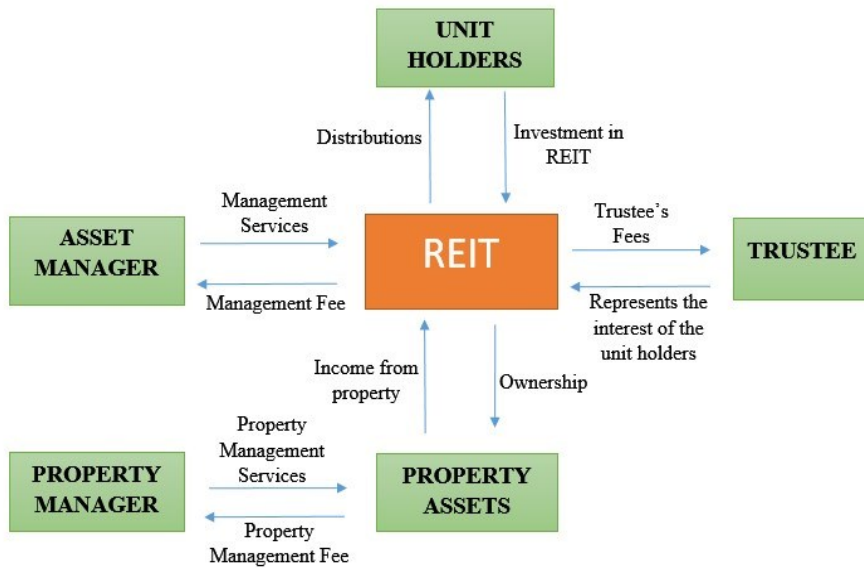 UNIT
HOLDERS
Distributions
Investment in
REIT
Management
Services
Trustee’s
Fees
ASSET
MANAGER
REIT
TRUSTEE
Management Fee
Represents the
interest of the
unit holders
Income from
property
Ownership
Property
Management
Services
PROPERTY
MANAGER
PROPERTY
ASSETS
Property
Management Fee